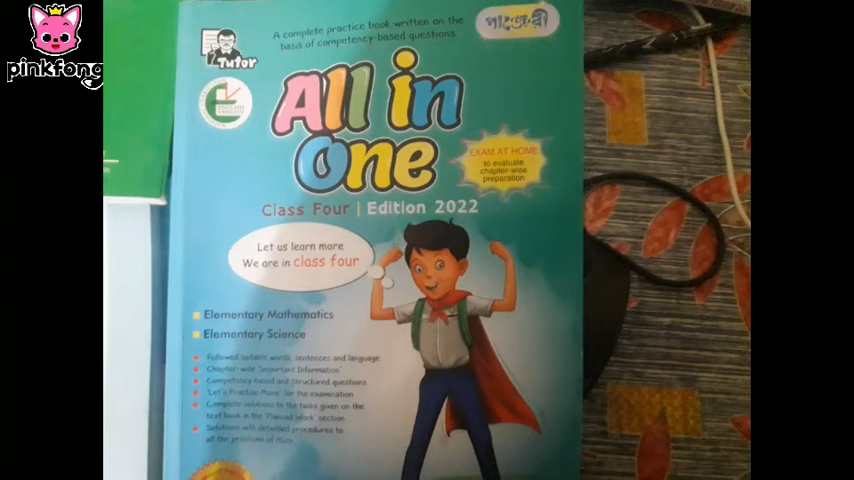 pinkfong
Tutor
A complete practice book written on the
basis of competency-based questions
পাঞ্জেরী
All in
One
EXAM AT HOME
to evaluate
chapter-wise
preparation
Class Four | Edition 2022
Let us learn more
We are in class four
Elementary Mathematics
Elementary Science
Followed suitable words, sentences and language
Chapter-wise 'Important Information'
Competency-based and Structured questions
'Let's Practice More' for the examination
Complete solutions to the tasks given on the
text book in the 'Planned Work' section
Solutions with detailed procedures to
all the problems of Math